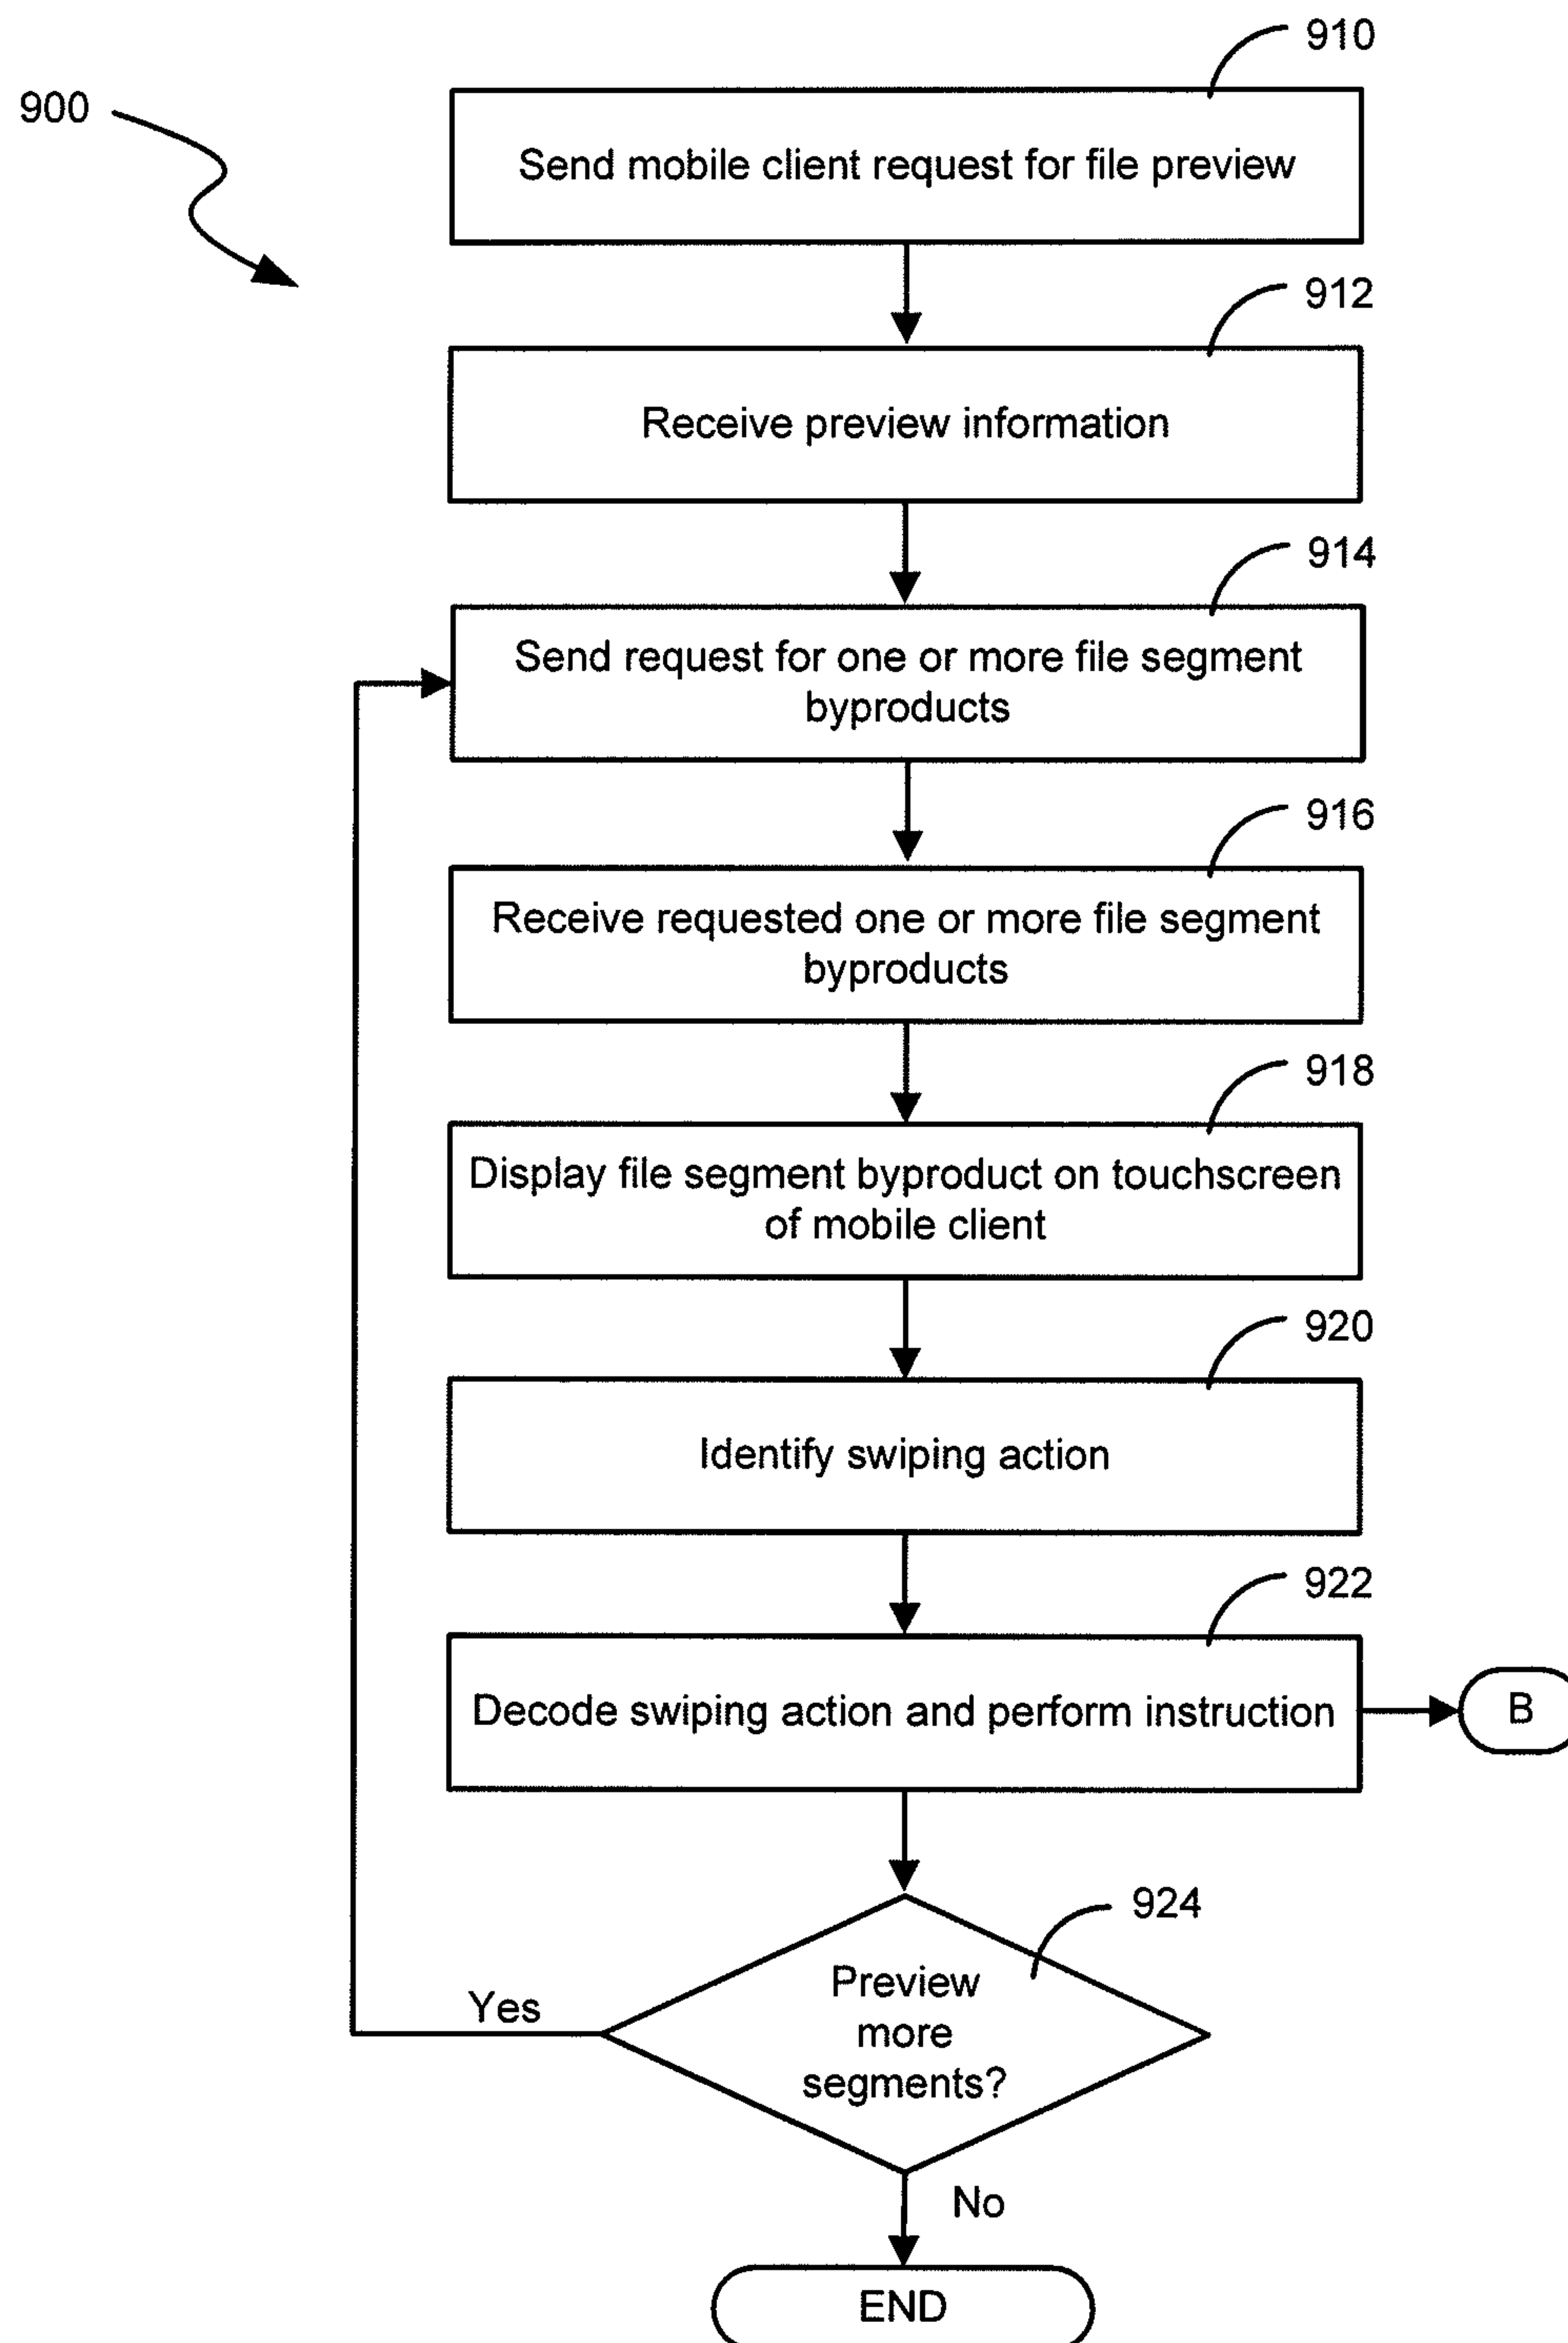 910
900
Send mobile client request for file preview
912
Receive preview information
914
Send request for one or more file segment
byproducts
916
Receive requested one or more file segment
byproducts
918
Display file segment byproduct on touchscreen
of mobile client
920
Identify swiping action
922
Decode swiping action and perform instruction
B
924
Preview
more
segments?
Yes
No
END